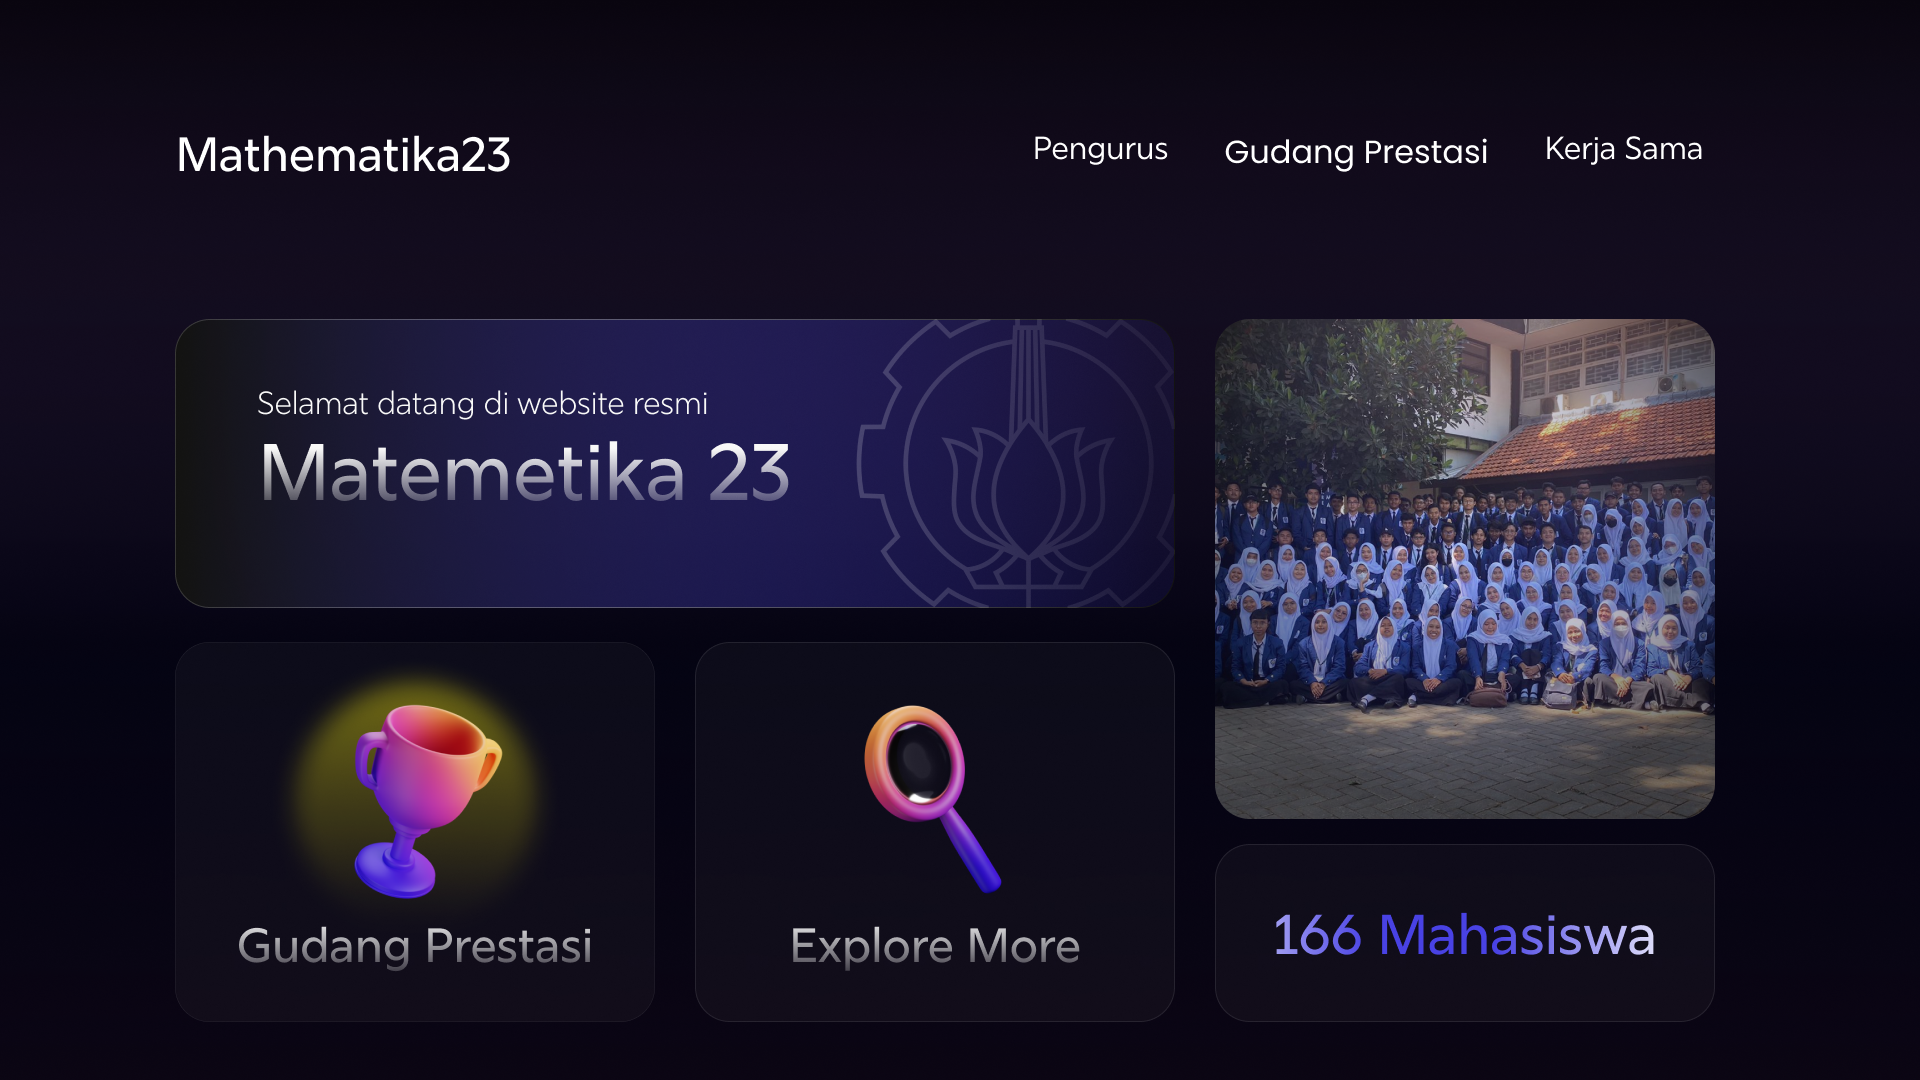 Mathematika23
Pengurus
Gudang Prestasi
Kerja Sama
Selamat datang di website resmi
Matemetika 23
Gudang Prestasi
Explore More
166 Mahasiswa